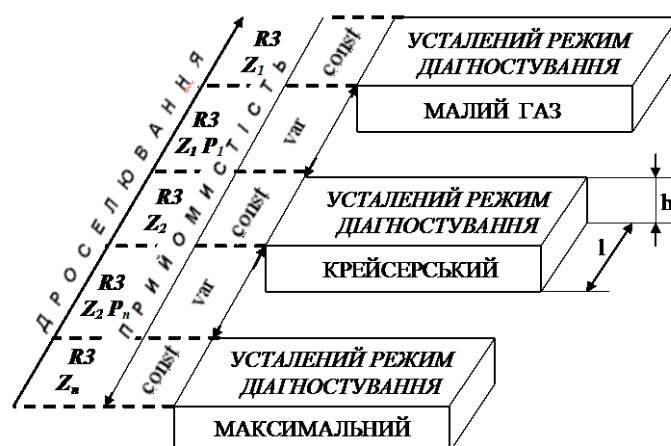 ДРОСЕЛЮВАННЯ
ПРИЙОМИСТІСТЬ
R3
Z1
const
УСТАЛЕНИЙ РЕЖИМ
ДІАГНОСТУВАННЯ
МАЛИЙ ГАЗ
R3
Z1 P1
var
R3
Z2
const
УСТАЛЕНИЙ РЕЖИМ
ДІАГНОСТУВАННЯ
КРЕЙСЕРСЬКИЙ
h
l
R3
Z2 Pn
var
R3
Zn
const
УСТАЛЕНИЙ РЕЖИМ
ДІАГНОСТУВАННЯ
МАКСИМАЛЬНИЙ